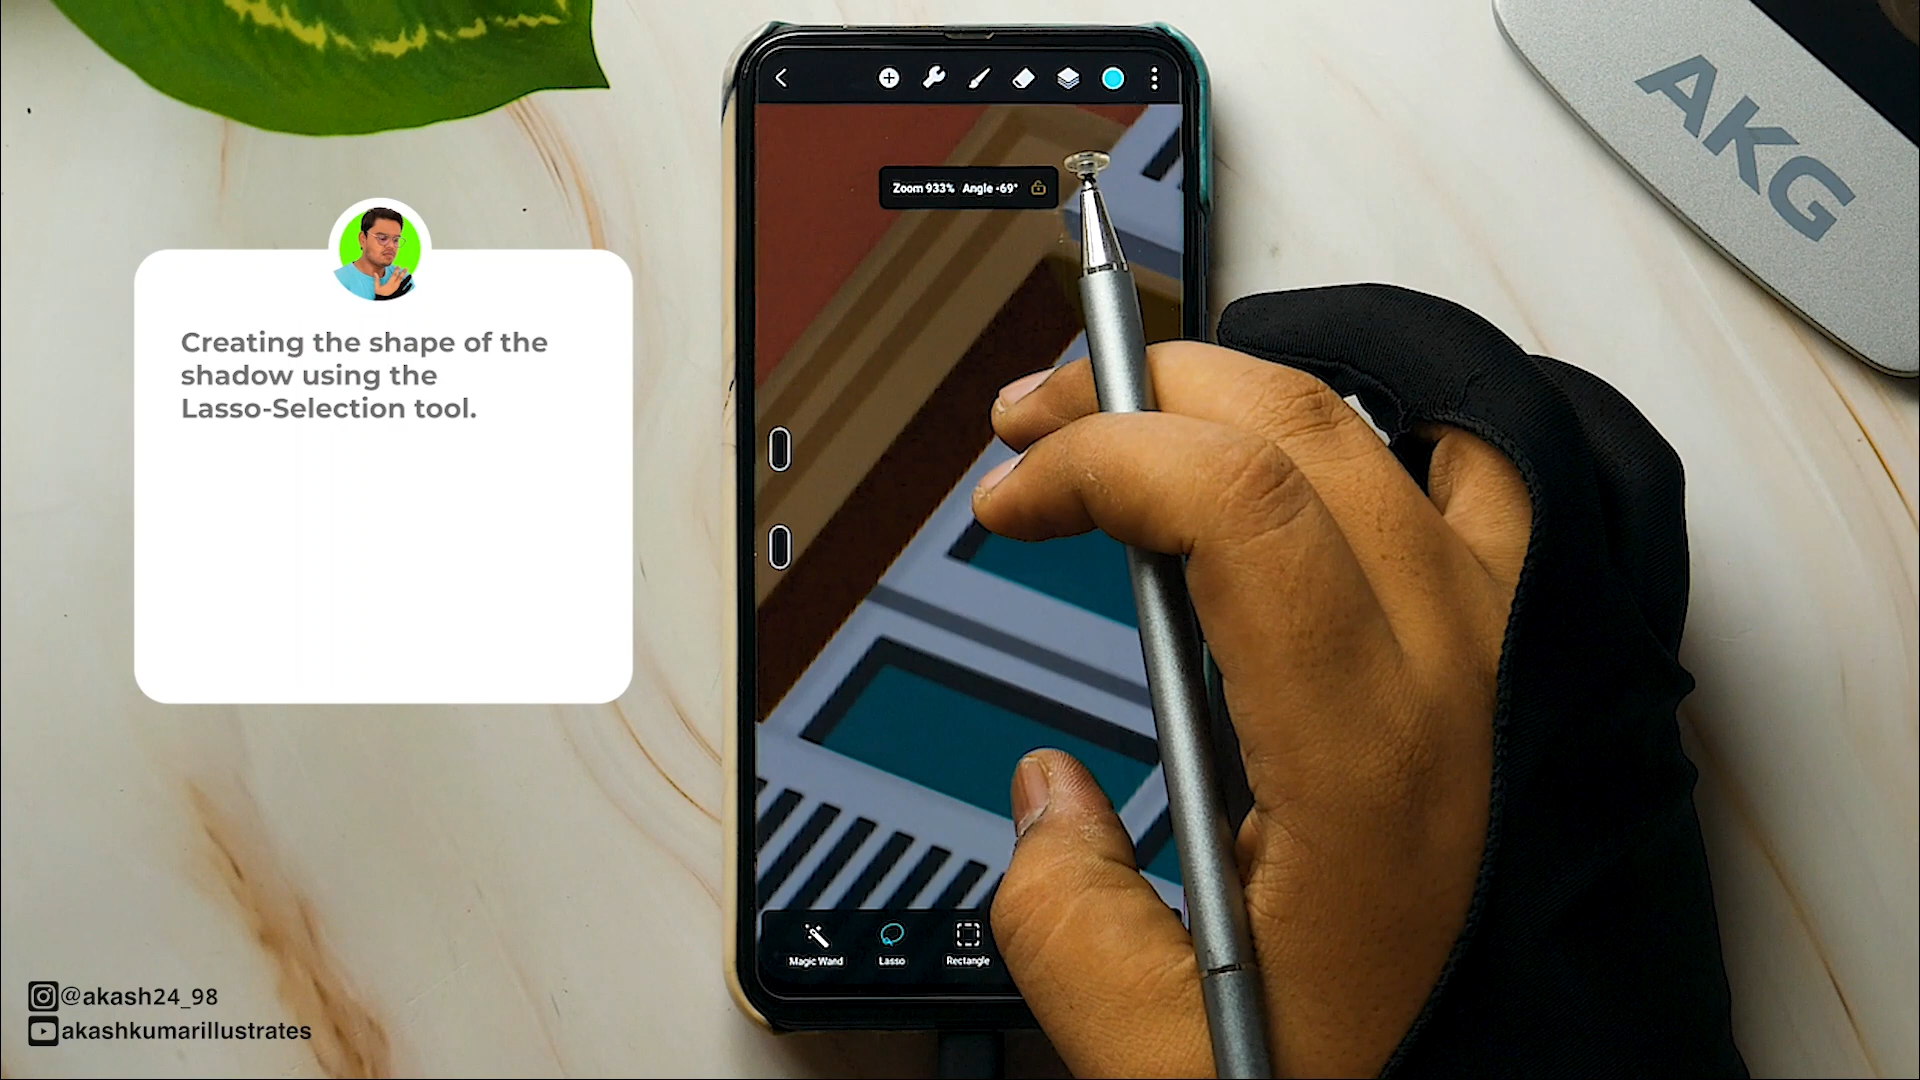 AKG
Zoom 933% Angle -69°
Creating the shape of the
shadow using the
Lasso-Selection tool.
Magic Wand
Lasso
Rectangle
@akash24_98
akashkumarillustrates